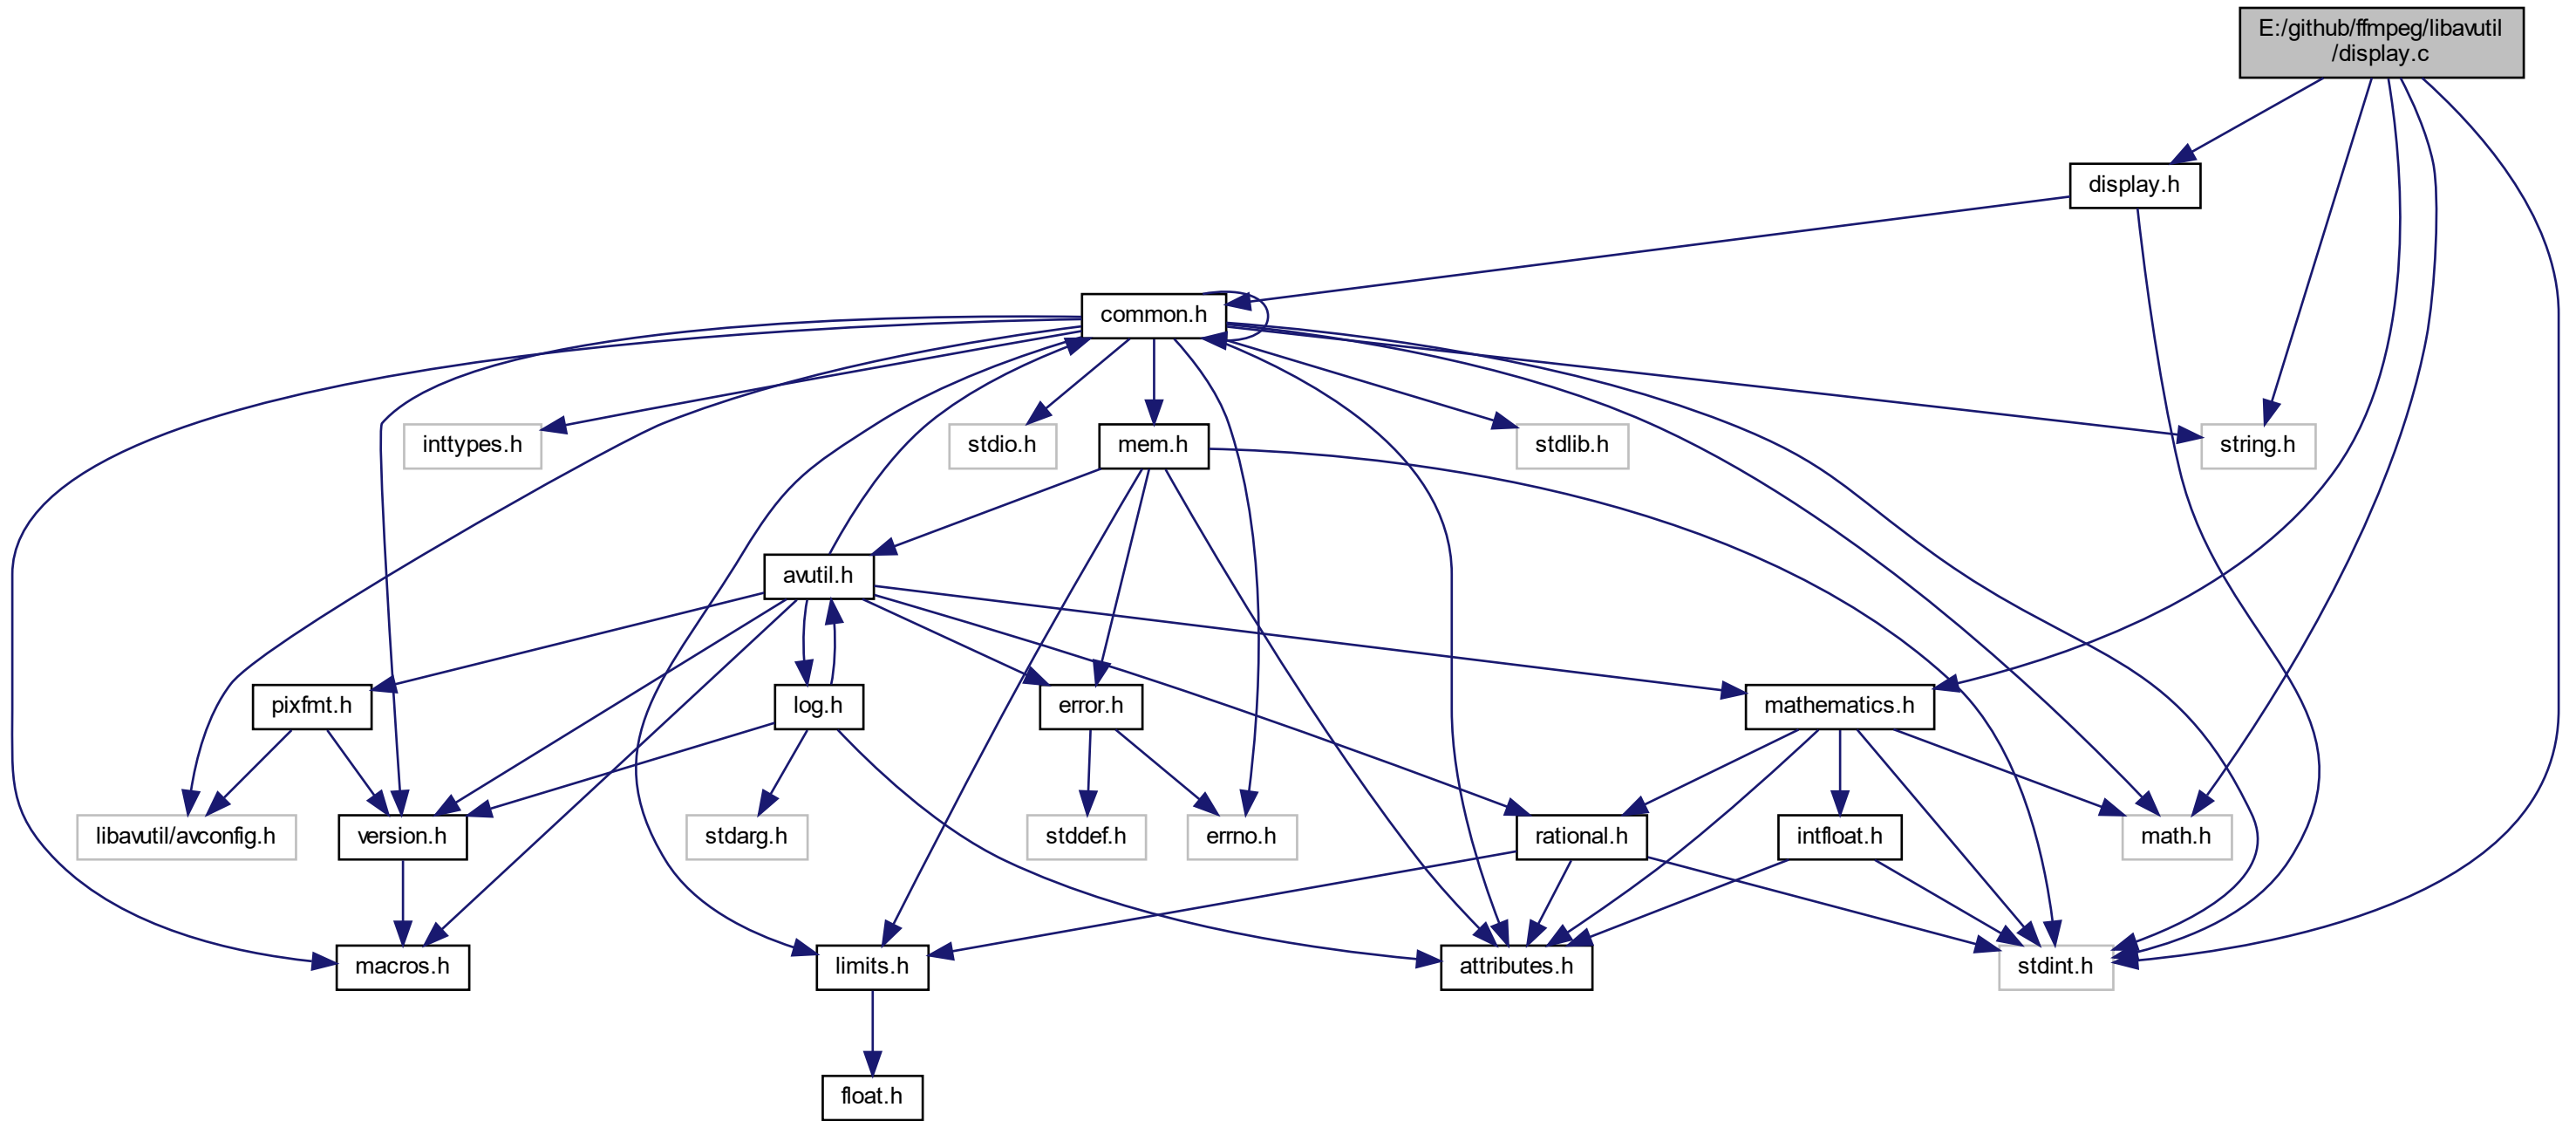 E:/github/ffmpeg/libavutil
/display.c
display.h
common.h
inttypes.h
stdio.h
mem.h
stdlib.h
string.h
avutil.h
pixfmt.h
log.h
error.h
mathematics.h
libavutil/avconfig.h
version.h
stdarg.h
stddef.h
errno.h
rational.h
intfloat.h
math.h
macros.h
limits.h
attributes.h
stdint.h
float.h